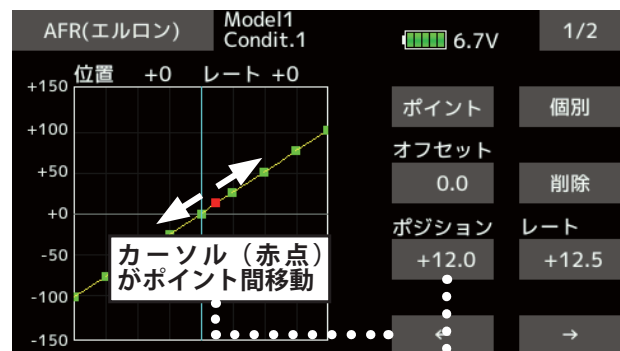 AFR(エルロン)
Model1
Condit.1
6.7V
1/2
位置 +0 レート +0
+150
+100
+50
+0
-50
-100
-150
カーソル（赤点）
がポイント間移動
ポイント
個別
オフセット
0.0
削除
ポジション
レート
+12.0
+12.5
←
→